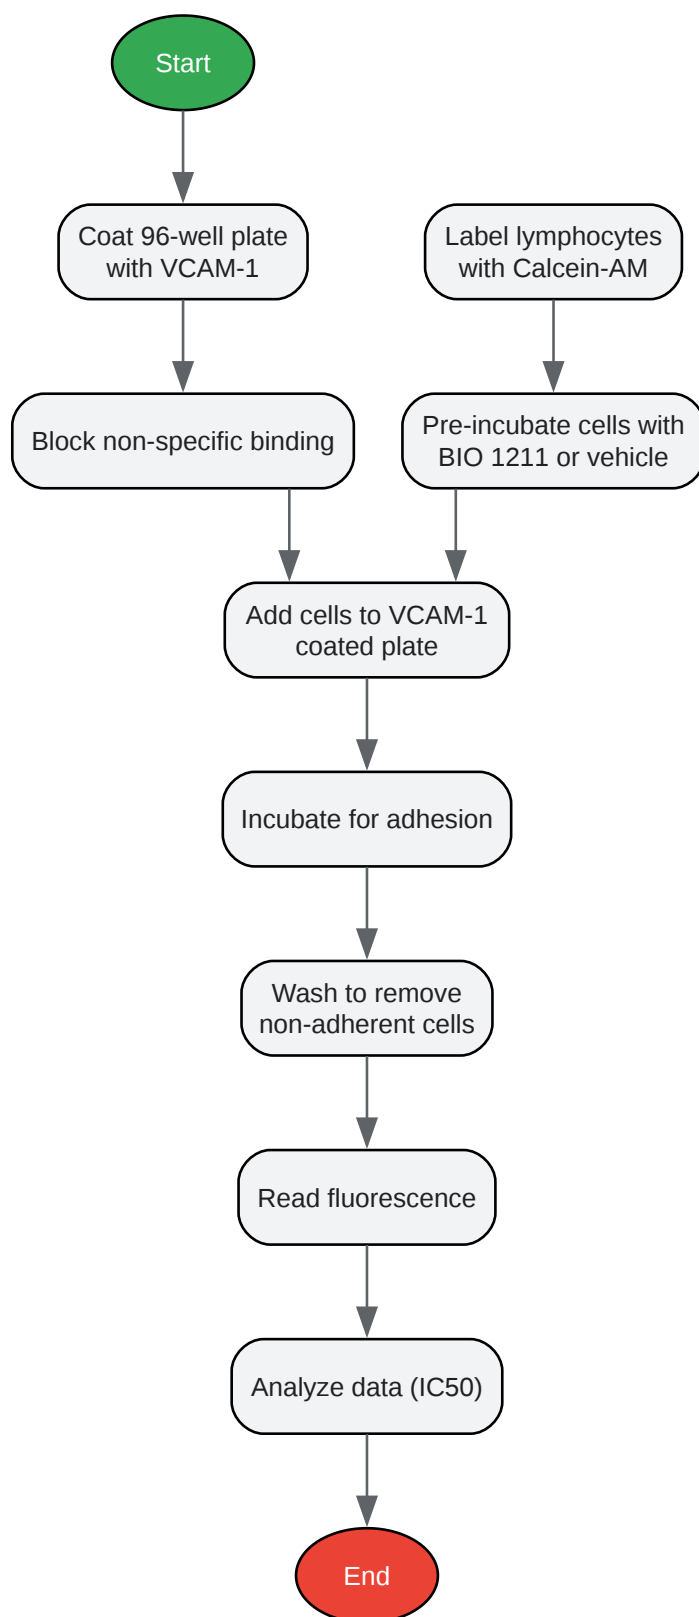 Start
Coat 96-well plate
with VCAM-1
Label lymphocytes
with Calcein-AM
Block non-specific binding
Pre-incubate cells with
BIO 1211 or vehicle
Add cells to VCAM-1
coated plate
Incubate for adhesion
Wash to remove
non-adherent cells
Read fluorescence
Analyze data (IC50)
End